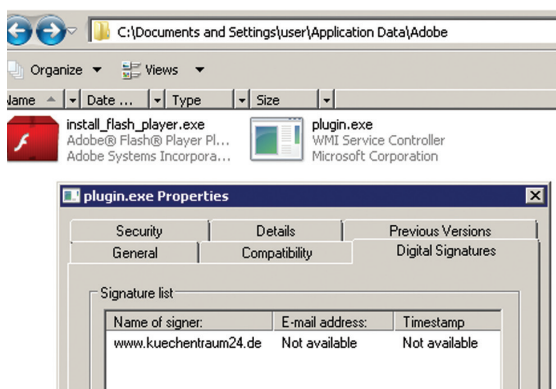 C:\Documents and Settings\user\Application Data\Adobe
Organize Views
Name Date ... Type Size
install_flash_player.exe
Adobe® Flash® Player Pl...
Adobe Systems Incorpora...
plugin.exe
WMI Service Controller
Microsoft Corporation
plugin.exe Properties
Security Details Previous Versions
General Compatibility Digital Signatures
Signature list
Name of signer: E-mail address: Timestamp
www.kuechentraum24.de Not available Not available